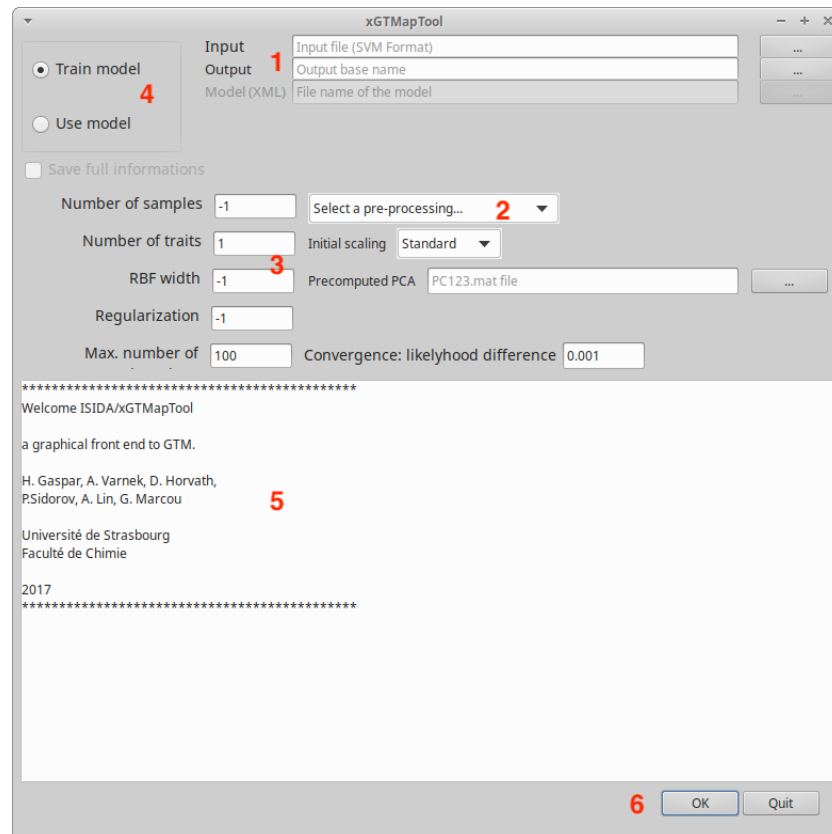 xGTMapTool
Input
1
Input file (SVM Format)
...
Train model
Output
Output base name
...
4
Model (XML)
File name of the model
...
Use model
Save full informations
Number of samples
-1
Select a pre-processing...
2
Number of traits
1
Initial scaling
Standard
3
RBF width
-1
Precomputed PCA
PC123.mat file
...
Regularization
-1
Max. number of
100
Convergence: likelyhood difference
0.001
*********************************************
Welcome ISIDA/xGTMapTool
a graphical front end to GTM.
H. Gaspar, A. Varnek, D. Horvath,
P.Sidorov, A. Lin, G. Marcou
5
Université de Strasbourg
Faculté de Chimie
2017
*********************************************
6
OK
Quit